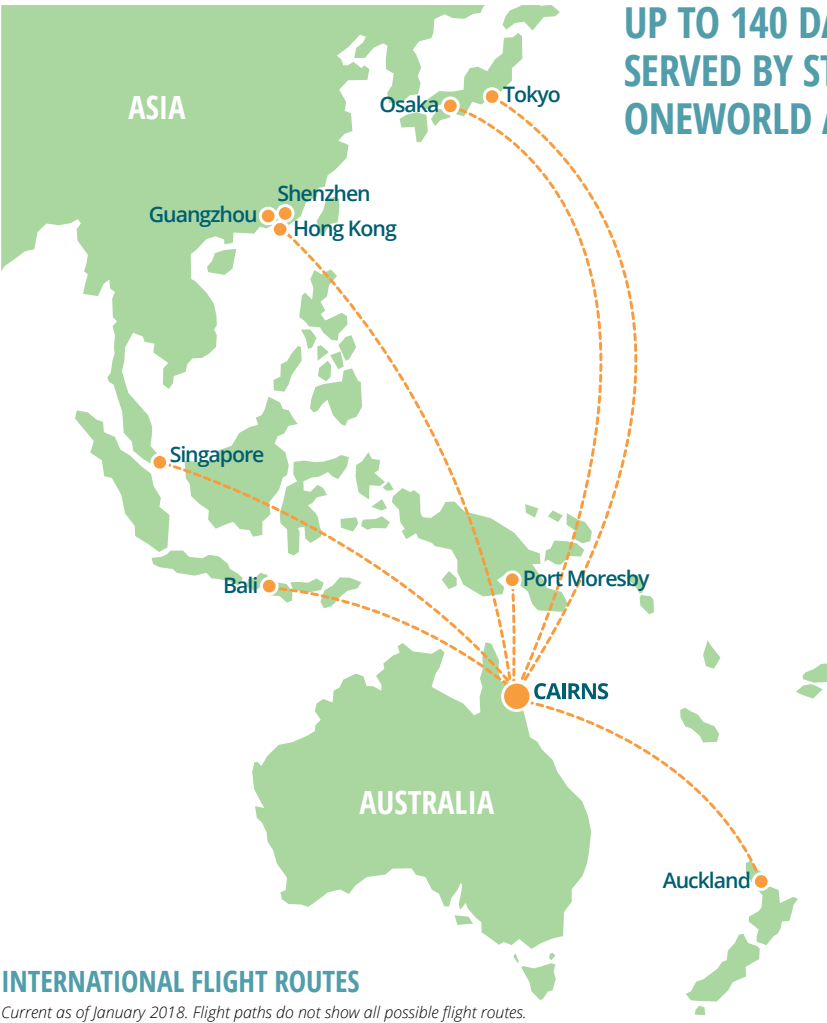 UP TO 140 DA
SERVED BY ST
ONEWORLD A
ASIA
Osaka
Tokyo
Shenzhen
Guangzhou
Hong Kong
Singapore
Bali
Port Moresby
CAIRNS
AUSTRALIA
Auckland
INTERNATIONAL FLIGHT ROUTES
Current as of January 2018. Flight paths do not show all possible flight routes.